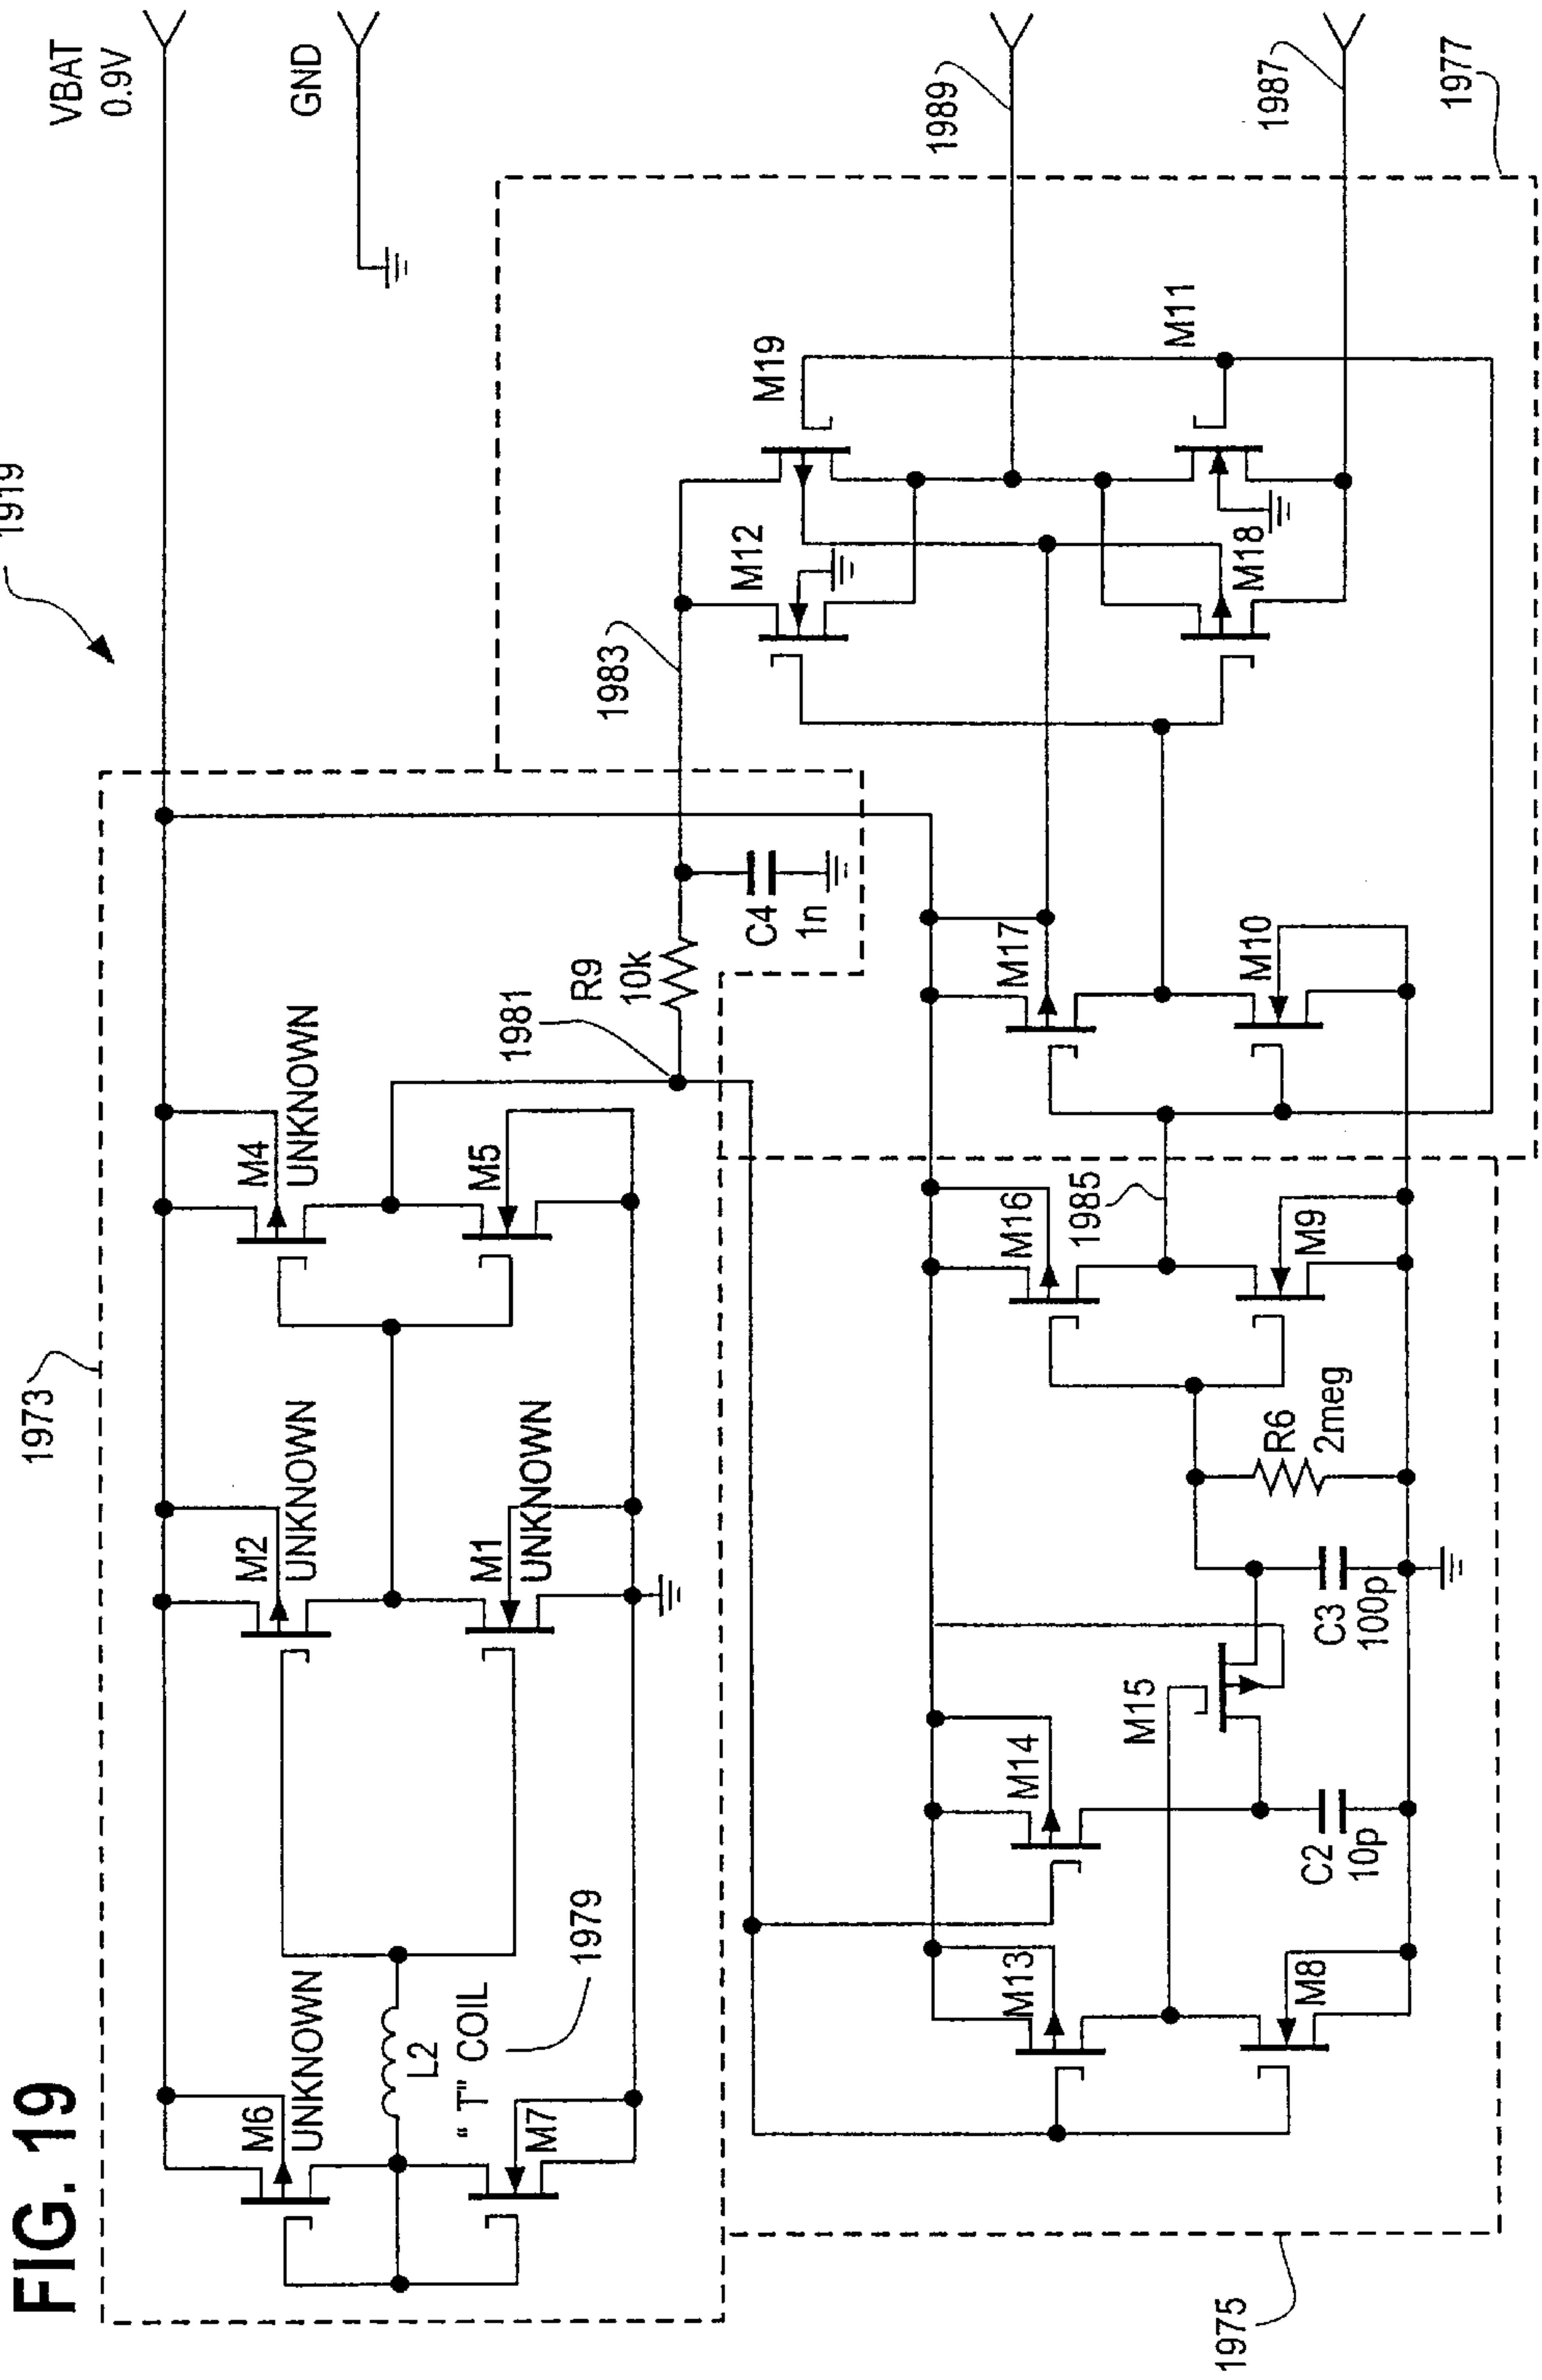 FIG. 19
1919
VBAT
0.9V
GND
1973
M6
UNKNOWN
M2
UNKNOWN
M4
UNKNOWN
L2
" T" COIL
1979
M7
M1
UNKNOWN
M5
1981
R9
10k
C4
1n
1983
M12
M19
1989
M13
M14
M15
M16
1985
M17
M18
M11
1987
M8
C2
10p
C3
100p
R6
2meg
M9
M10
1975
1977